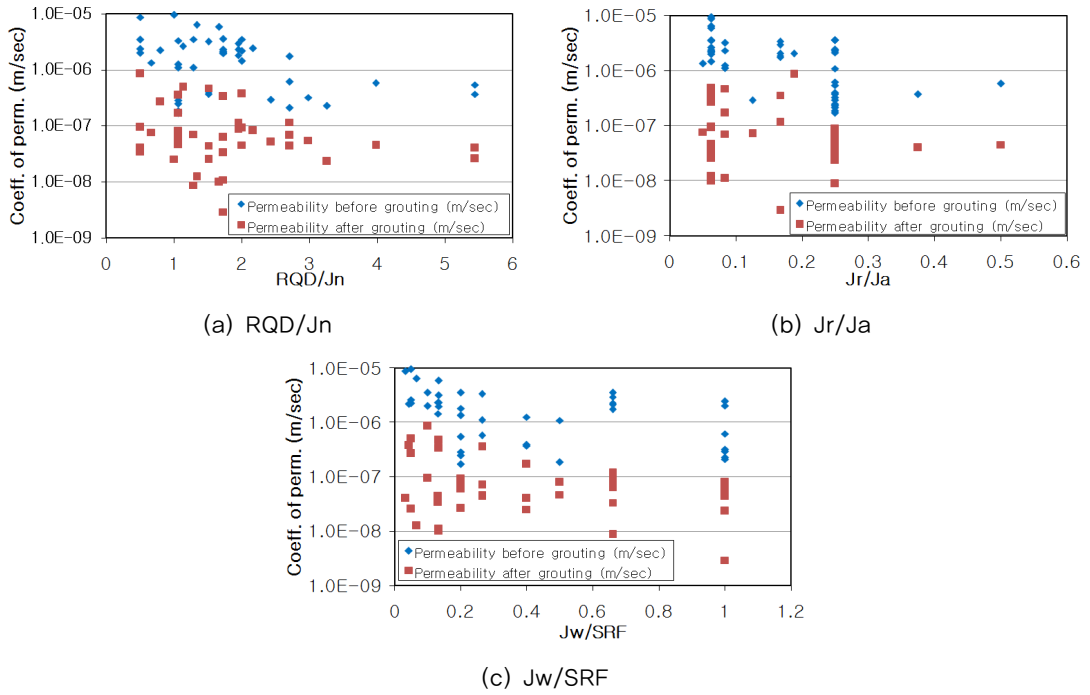 1.0E-05
1.0E-06
1.0E-07
1.0E-08
1.0E-09
Coeff. of perm. (m/sec)
Permeability before grouting (m/sec)
Permeability after grouting (m/sec)
0 1 2 3 4 5 6
RQD/Jn
(a) RQD/Jn
1.0E-05
1.0E-06
1.0E-07
1.0E-08
1.0E-09
Coeff. of perm. (m/sec)
Permeability before grouting (m/sec)
Permeability after grouting (m/sec)
0 0.1 0.2 0.3 0.4 0.5 0.6
Jr/Ja
(b) Jr/Ja
1.0E-05
1.0E-06
1.0E-07
1.0E-08
1.0E-09
Coeff. of perm. (m/sec)
Permeability before grouting (m/sec)
Permeability after grouting (m/sec)
0 0.2 0.4 0.6 0.8 1 1.2
Jw/SRF
(c) Jw/SRF